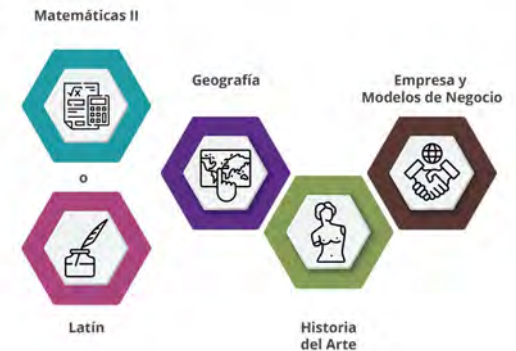 Matemáticas II
o
Latín
Geografía
Historia
del Arte
Empresa y
Modelos de Negocio
√x